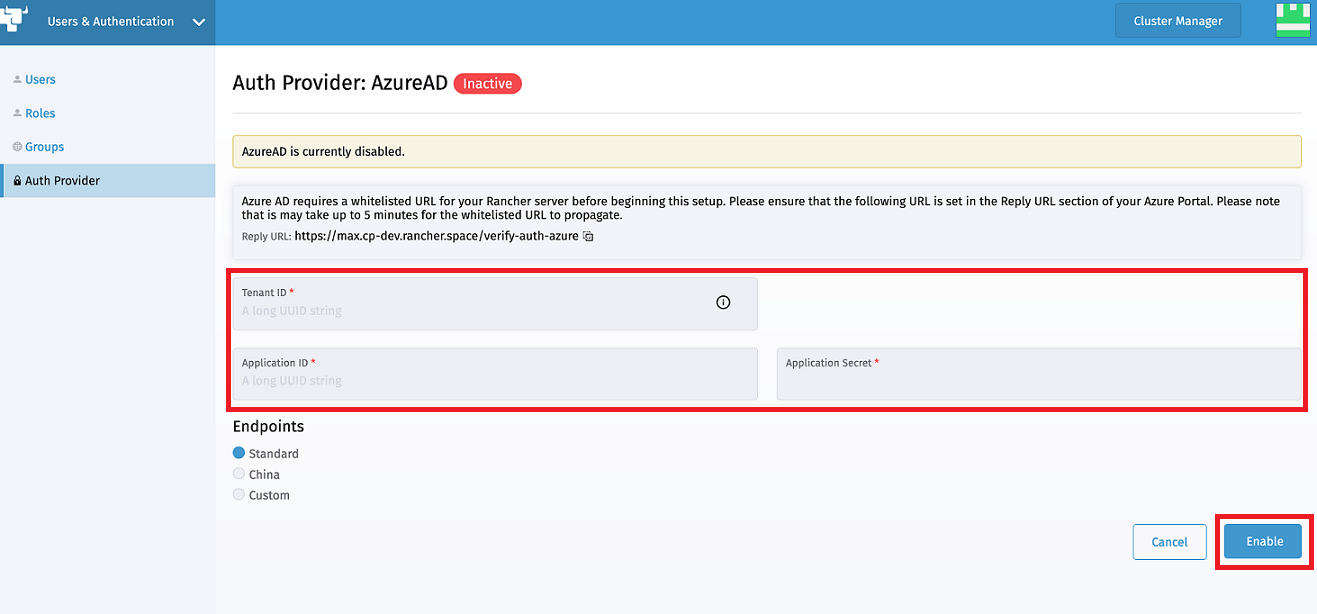 Users & Authentication
Cluster Manager
Users
Roles
Groups
Auth Provider
Auth Provider: AzureAD Inactive
AzureAD is currently disabled.
Azure AD requires a whitelisted URL for your Rancher server before beginning this setup. Please ensure that the following URL is set in the Reply URL section of your Azure Portal. Please note
that is may take up to 5 minutes for the whitelisted URL to propagate.
Reply URL: https://max.cp-dev.rancher.space/verify-auth-azure
Tenant ID *
A long UUID string
Application ID *
A long UUID string
Application Secret *
Endpoints
Standard
China
Custom
Cancel
Enable